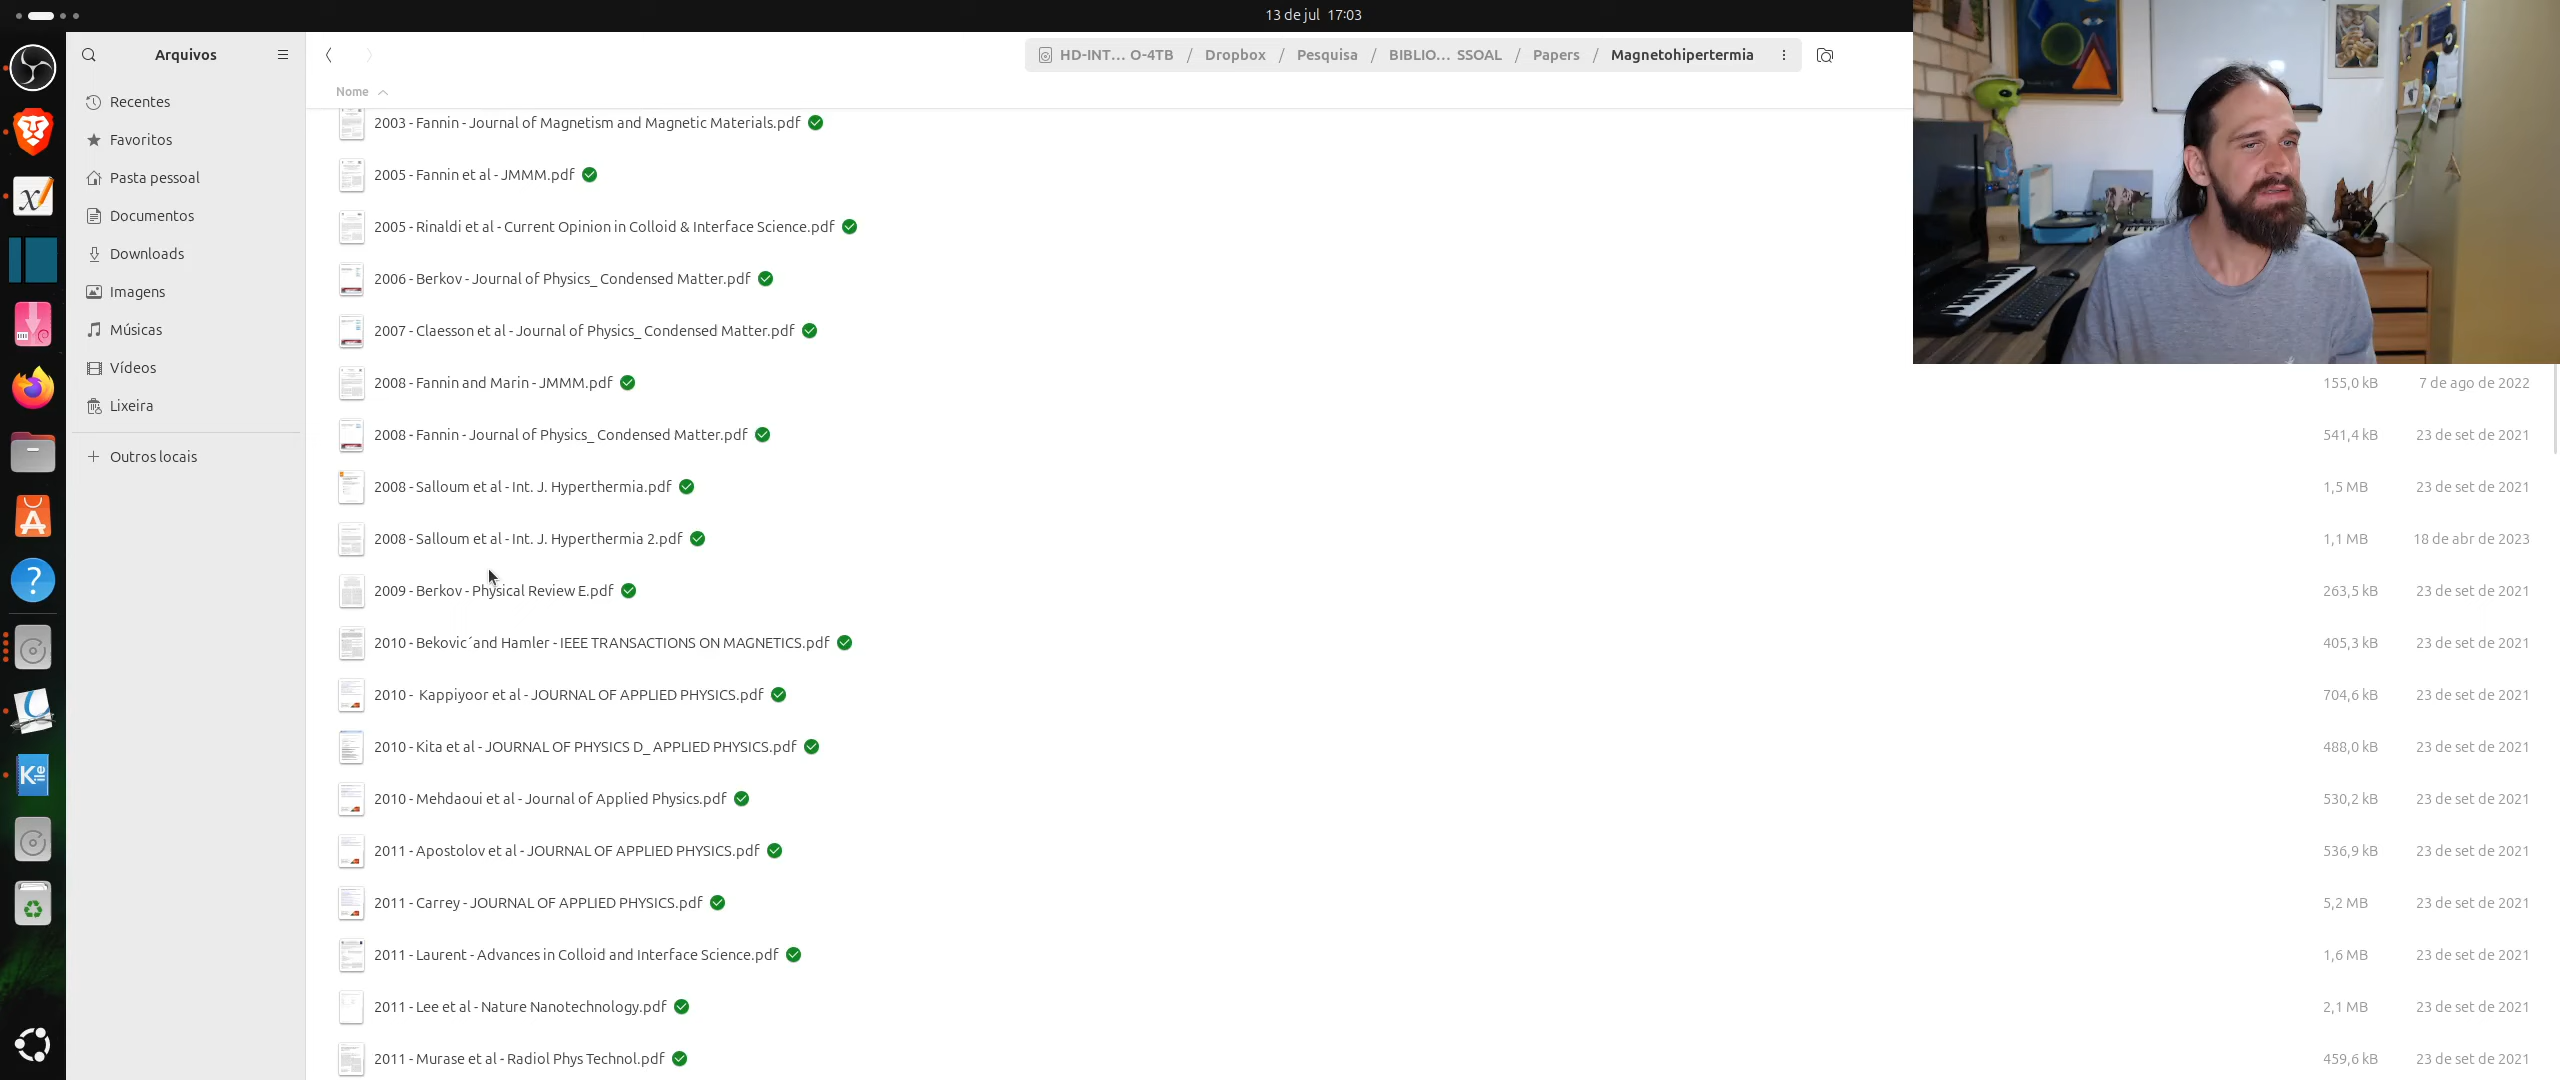 13 de jul 17:03
Arquivos
HD-INT... O-4TB / Dropbox / Pesquisa / BIBLIO... SSOAL / Papers / Magnetohipertermia
Nome
Recentes
Favoritos
Pasta pessoal
Documentos
Downloads
Imagens
Músicas
Vídeos
Lixeira
+ Outros locais
2003 - Fannin - Journal of Magnetism and Magnetic Materials.pdf
2005 - Fannin et al - JMMM.pdf
2005 - Rinaldi et al - Current Opinion in Colloid & Interface Science.pdf
2006 - Berkov - Journal of Physics_ Condensed Matter.pdf
2007 - Claesson et al - Journal of Physics_ Condensed Matter.pdf
2008 - Fannin and Marin - JMMM.pdf 155,0 kB 7 de ago de 2022
2008 - Fannin - Journal of Physics_ Condensed Matter.pdf 541,4 kB 23 de set de 2021
2008 - Salloum et al - Int. J. Hyperthermia.pdf 1,5 MB 23 de set de 2021
2008 - Salloum et al - Int. J. Hyperthermia 2.pdf 1,1 MB 18 de abr de 2023
2009 - Berkov - Physical Review E.pdf 263,5 kB 23 de set de 2021
2010 - Bekovic´and Hamler - IEEE TRANSACTIONS ON MAGNETICS.pdf 405,3 kB 23 de set de 2021
2010 - Kappiyoor et al - JOURNAL OF APPLIED PHYSICS.pdf 704,6 kB 23 de set de 2021
2010 - Kita et al - JOURNAL OF PHYSICS D_ APPLIED PHYSICS.pdf 488,0 kB 23 de set de 2021
2010 - Mehdaoui et al - Journal of Applied Physics.pdf 530,2 kB 23 de set de 2021
2011 - Apostolov et al - JOURNAL OF APPLIED PHYSICS.pdf 536,9 kB 23 de set de 2021
2011 - Carrey - JOURNAL OF APPLIED PHYSICS.pdf 5,2 MB 23 de set de 2021
2011 - Laurent - Advances in Colloid and Interface Science.pdf 1,6 MB 23 de set de 2021
2011 - Lee et al - Nature Nanotechnology.pdf 2,1 MB 23 de set de 2021
2011 - Murase et al - Radiol Phys Technol.pdf 459,6 kB 23 de set de 2021